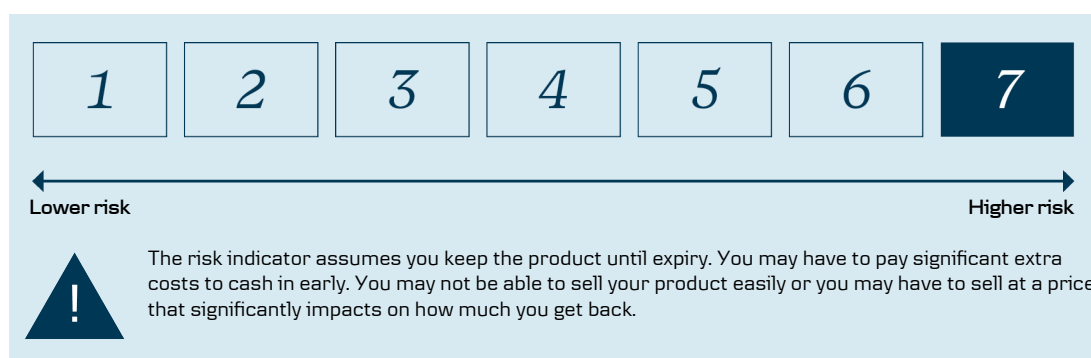 1 2 3 4 5 6 7
Lower risk Higher risk
!
The risk indicator assumes you keep the product until expiry. You may have to pay significant extra
costs to cash in early. You may not be able to sell your product easily or you may have to sell at a price
that significantly impacts on how much you get back.